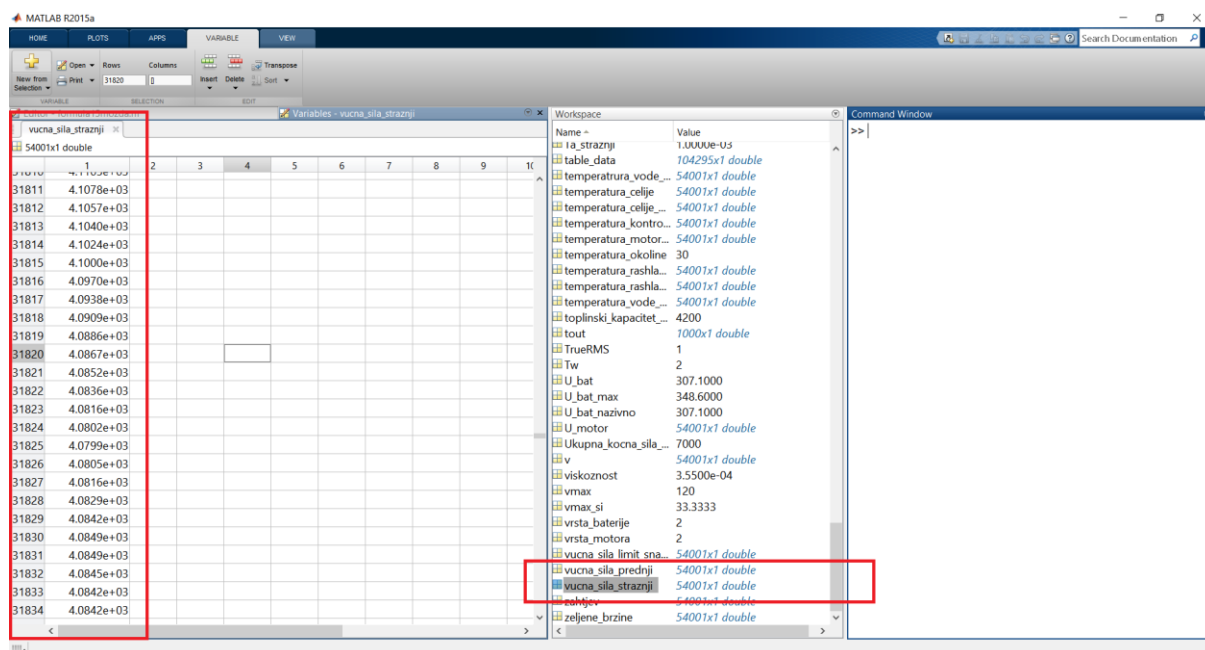 MATLAB R2015a
HOME PLOTS APPS VARIABLE VIEW
Search Documentation
New from Selection Open Print Rows 31820 Columns Insert Delete Transpose Sort
VARIABLE SELECTION EDIT
Variables - vucna_sila_straznji
vucna_sila_straznji
54001x1 double
1 2 3 4 5 6 7 8 9
31811 4.1078e+03
31812 4.1057e+03
31813 4.1040e+03
31814 4.1024e+03
31815 4.1000e+03
31816 4.0970e+03
31817 4.0938e+03
31818 4.0909e+03
31819 4.0886e+03
31820 4.0867e+03
31821 4.0852e+03
31822 4.0836e+03
31823 4.0816e+03
31824 4.0802e+03
31825 4.0799e+03
31826 4.0805e+03
31827 4.0816e+03
31828 4.0829e+03
31829 4.0842e+03
31830 4.0849e+03
31831 4.0849e+03
31832 4.0845e+03
31833 4.0842e+03
31834 4.0842e+03
Workspace
Name Value
Ta_straznji 1.0000e-03
table_data 104295x1 double
temperatrura_vode_... 54001x1 double
temperatura_celije 54001x1 double
temperatura_celije_... 54001x1 double
temperatura_kontro... 54001x1 double
temperatura_motor... 54001x1 double
temperatura_okoline 30
temperatura_rashla... 54001x1 double
temperatura_rashla... 54001x1 double
temperatura_vode_... 54001x1 double
toplinski_kapacitet_... 4200
tout 1000x1 double
TrueRMS 1
Tw 2
U_bat 307.1000
U_bat_max 348.6000
U_bat_nazivno 307.1000
U_motor 54001x1 double
Ukupna_kocna_sila_... 7000
v 54001x1 double
viskoznost 3.5500e-04
vmax 120
vmax_si 33.3333
vrsta_baterije 2
vrsta_motora 2
vucna_sila_limit_sna... 54001x1 double
vucna_sila_prednji 54001x1 double
vucna_sila_straznji 54001x1 double
zahtjev 54001x1 double
zeljene_brzine 54001x1 double
Command Window
>>